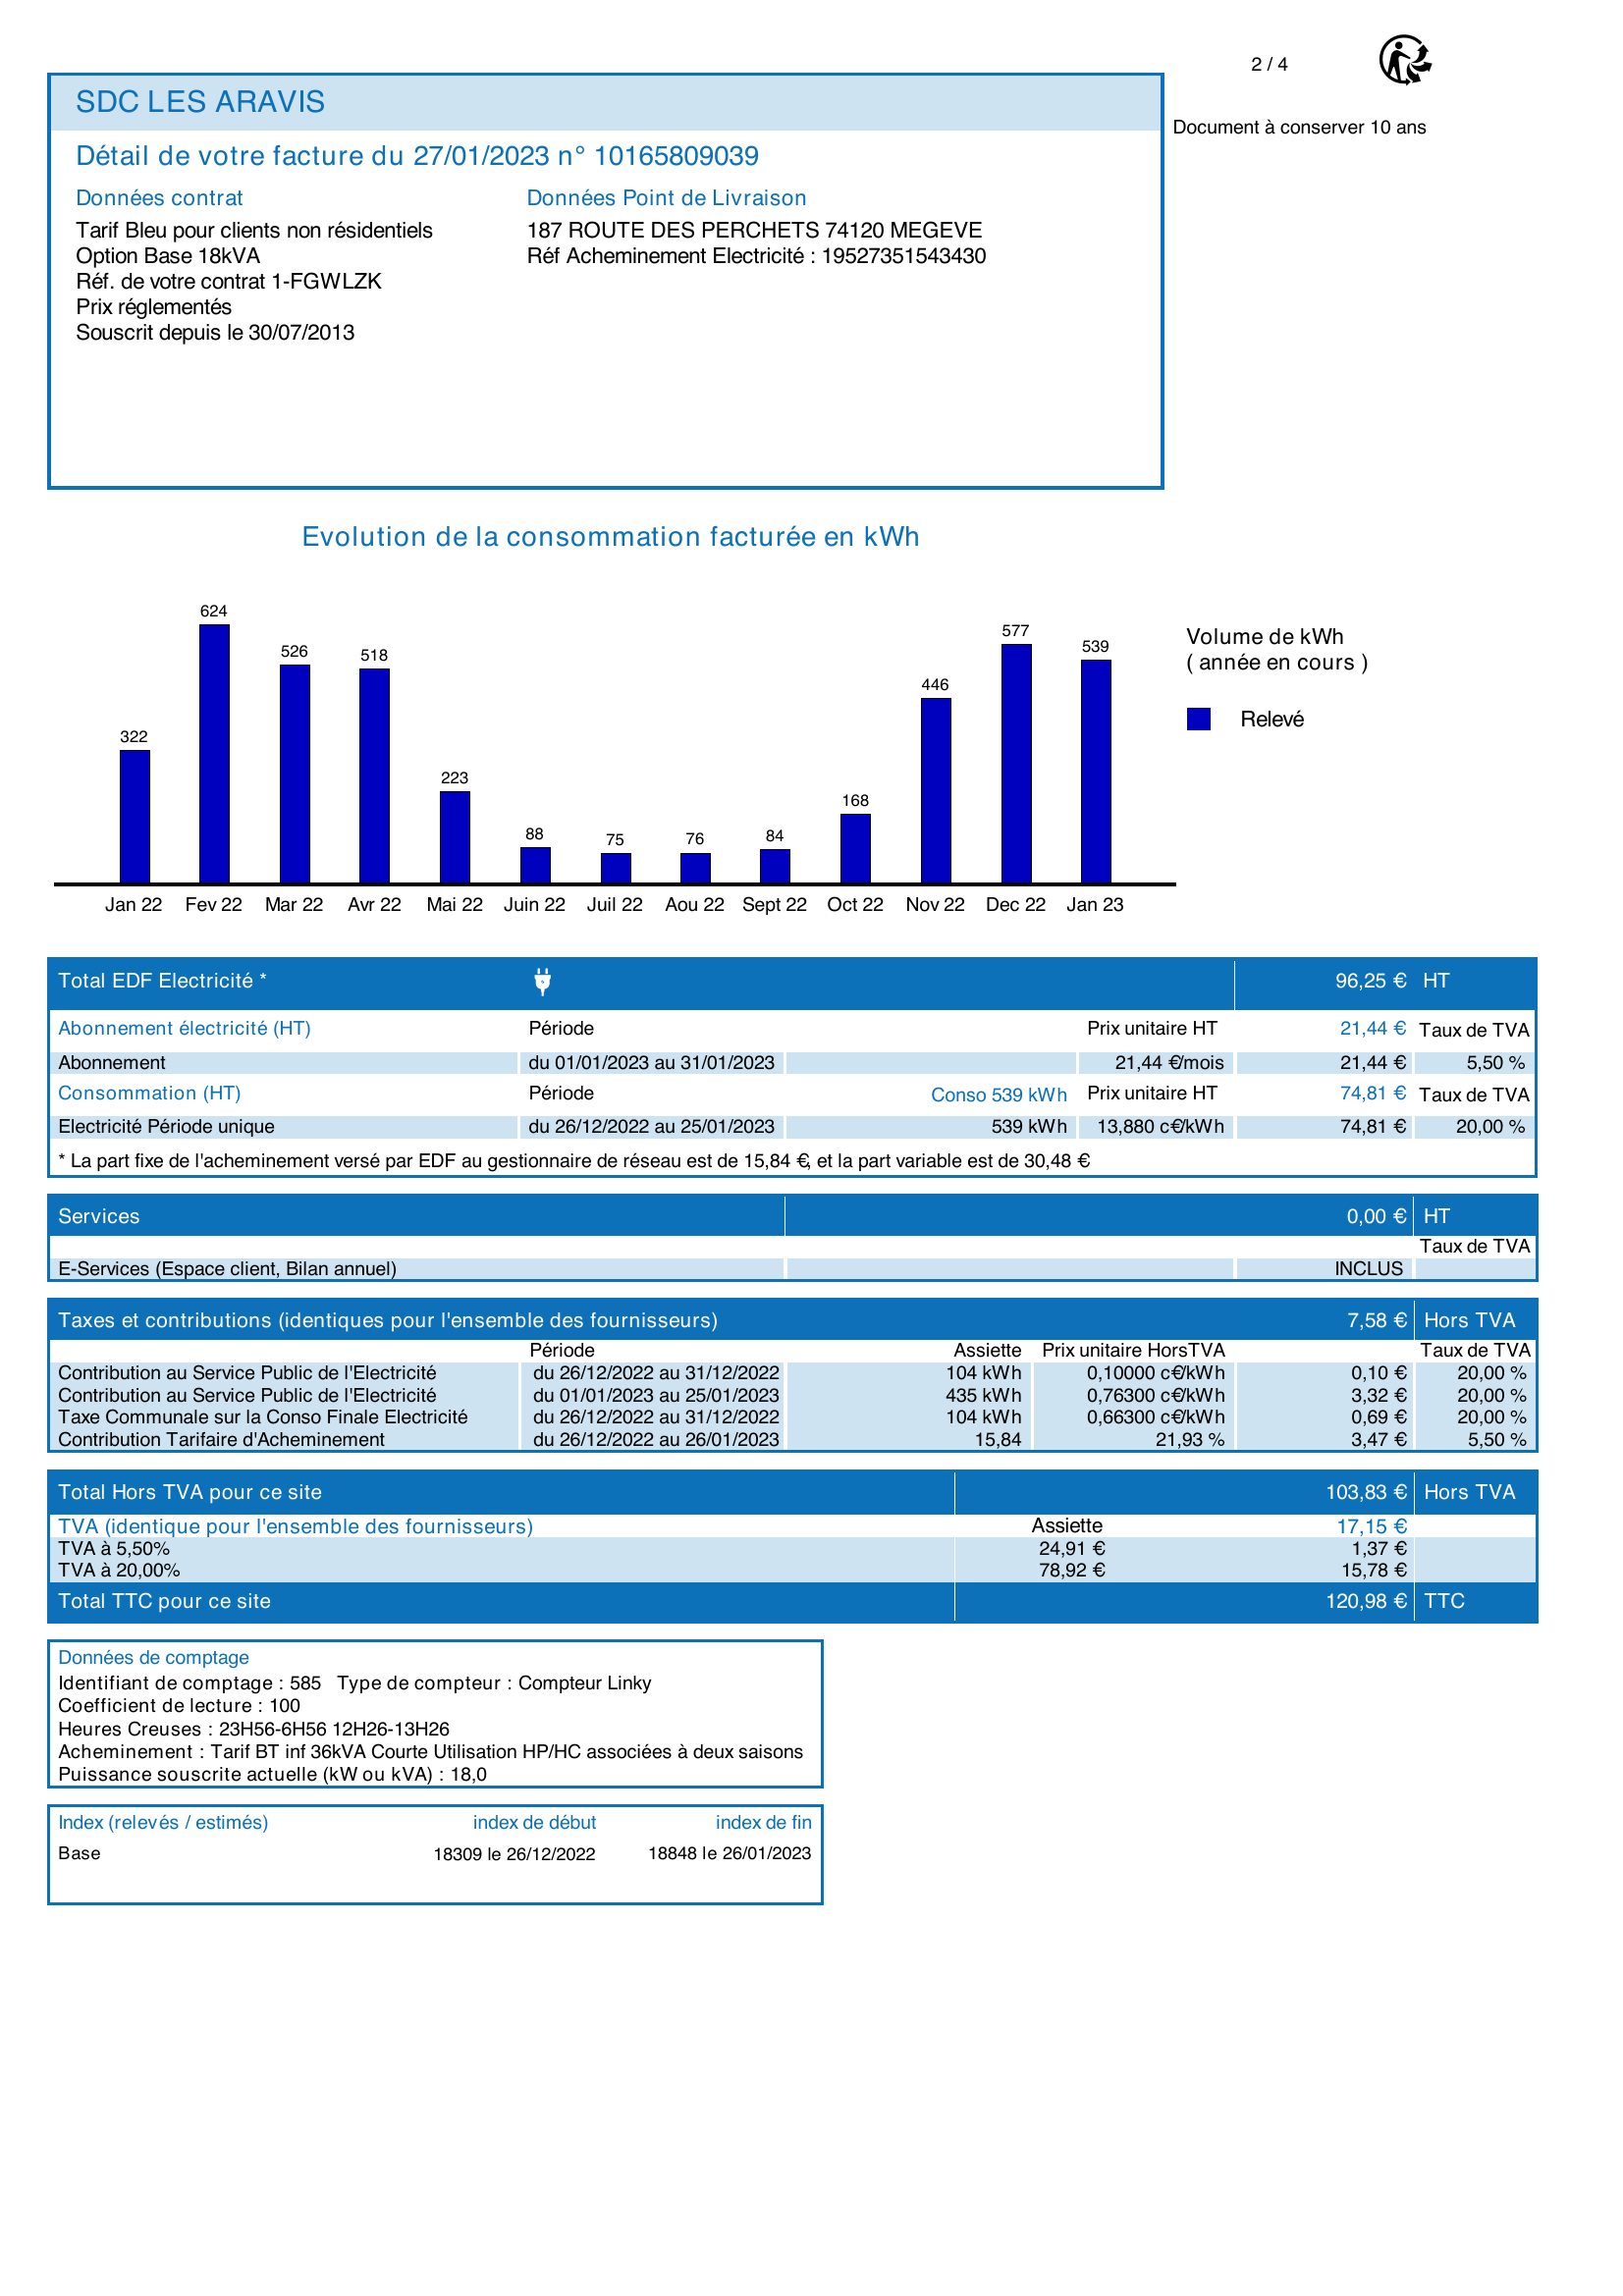 2 / 4
Document à conserver 10 ans
SDC LES ARAVIS
Détail de votre facture du 27/01/2023 n° 10165809039
Données contrat
Tarif Bleu pour clients non résidentiels
Option Base 18kVA
Réf. de votre contrat 1-FGWLZK
Prix réglementés
Souscrit depuis le 30/07/2013
Données Point de Livraison
187 ROUTE DES PERCHETS 74120 MEGEVE
Réf Acheminement Electricité : 19527351543430
Evolution de la consommation facturée en kWh
322 624 526 518 223 88 75 76 84 168 446 577 539
Jan 22 Fev 22 Mar 22 Avr 22 Mai 22 Juin 22 Juil 22 Aou 22 Sept 22 Oct 22 Nov 22 Dec 22 Jan 23
Volume de kWh
( année en cours )
Relevé
Total EDF Electricité * 96,25 € HT
Abonnement électricité (HT) Période Prix unitaire HT 21,44 € Taux de TVA
Abonnement du 01/01/2023 au 31/01/2023 21,44 €/mois 21,44 € 5,50 %
Consommation (HT) Période Conso 539 kWh Prix unitaire HT 74,81 € Taux de TVA
Electricité Période unique du 26/12/2022 au 25/01/2023 539 kWh 13,880 c€/kWh 74,81 € 20,00 %
* La part fixe de l'acheminement versé par EDF au gestionnaire de réseau est de 15,84 €, et la part variable est de 30,48 €
Services 0,00 € HT
Taux de TVA
E-Services (Espace client, Bilan annuel) INCLUS
Taxes et contributions (identiques pour l'ensemble des fournisseurs) 7,58 € Hors TVA
Période Assiette Prix unitaire HorsTVA Taux de TVA
Contribution au Service Public de l'Electricité du 26/12/2022 au 31/12/2022 104 kWh 0,10000 c€/kWh 0,10 € 20,00 %
Contribution au Service Public de l'Electricité du 01/01/2023 au 25/01/2023 435 kWh 0,76300 c€/kWh 3,32 € 20,00 %
Taxe Communale sur la Conso Finale Electricité du 26/12/2022 au 31/12/2022 104 kWh 0,66300 c€/kWh 0,69 € 20,00 %
Contribution Tarifaire d'Acheminement du 26/12/2022 au 26/01/2023 15,84 21,93 % 3,47 € 5,50 %
Total Hors TVA pour ce site 103,83 € Hors TVA
TVA (identique pour l'ensemble des fournisseurs) Assiette 17,15 €
TVA à 5,50% 24,91 € 1,37 €
TVA à 20,00% 78,92 € 15,78 €
Total TTC pour ce site 120,98 € TTC
Données de comptage
Identifiant de comptage : 585 Type de compteur : Compteur Linky
Coefficient de lecture : 100
Heures Creuses : 23H56-6H56 12H26-13H26
Acheminement : Tarif BT inf 36kVA Courte Utilisation HP/HC associées à deux saisons
Puissance souscrite actuelle (kW ou kVA) : 18,0
Index (relevés / estimés) index de début index de fin
Base 18309 le 26/12/2022 18848 le 26/01/2023